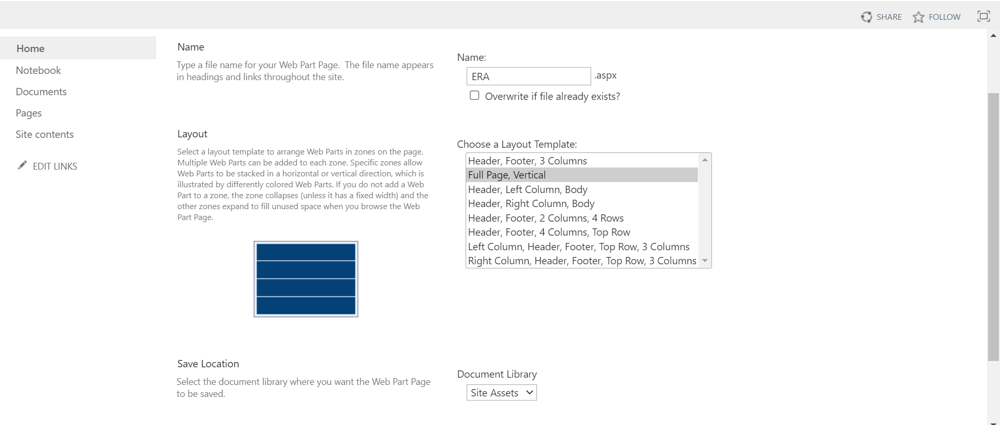 SHARE
FOLLOW
Home
Notebook
Documents
Pages
Site contents
EDIT LINKS
Name
Type a file name for your Web Part Page.  The file name appears
in headings and links throughout the site.
Name:
ERA
.aspx
Overwrite if file already exists?
Layout
Select a layout template to arrange Web Parts in zones on the page.
Multiple Web Parts can be added to each zone. Specific zones allow
Web Parts to be stacked in a horizontal or vertical direction, which is
illustrated by differently colored Web Parts. If you do not add a Web
Part to a zone, the zone collapses (unless it has a fixed width) and the
other zones expand to fill unused space when you browse the Web
Part Page.
Choose a Layout Template:
Header, Footer, 3 Columns
Full Page, Vertical
Header, Left Column, Body
Header, Right Column, Body
Header, Footer, 2 Columns, 4 Rows
Header, Footer, 4 Columns, Top Row
Left Column, Header, Footer, Top Row, 3 Columns
Right Column, Header, Footer, Top Row, 3 Columns
Save Location
Select the document library where you want the Web Part Page
to be saved.
Document Library
Site Assets